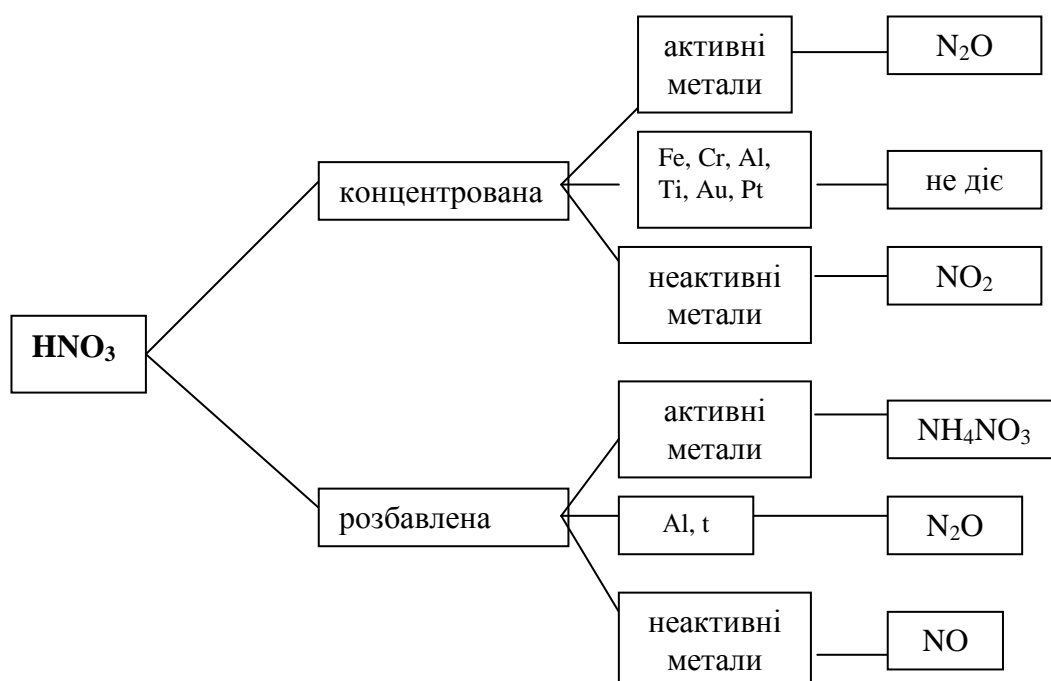 активні
метали
N₂O
Fe, Cr, Al,
Ti, Au, Pt
не діє
концентрована
неактивні
метали
NO₂
HNO₃
активні
метали
NH₄NO₃
розбавлена
Al, t
N₂O
неактивні
метали
NO